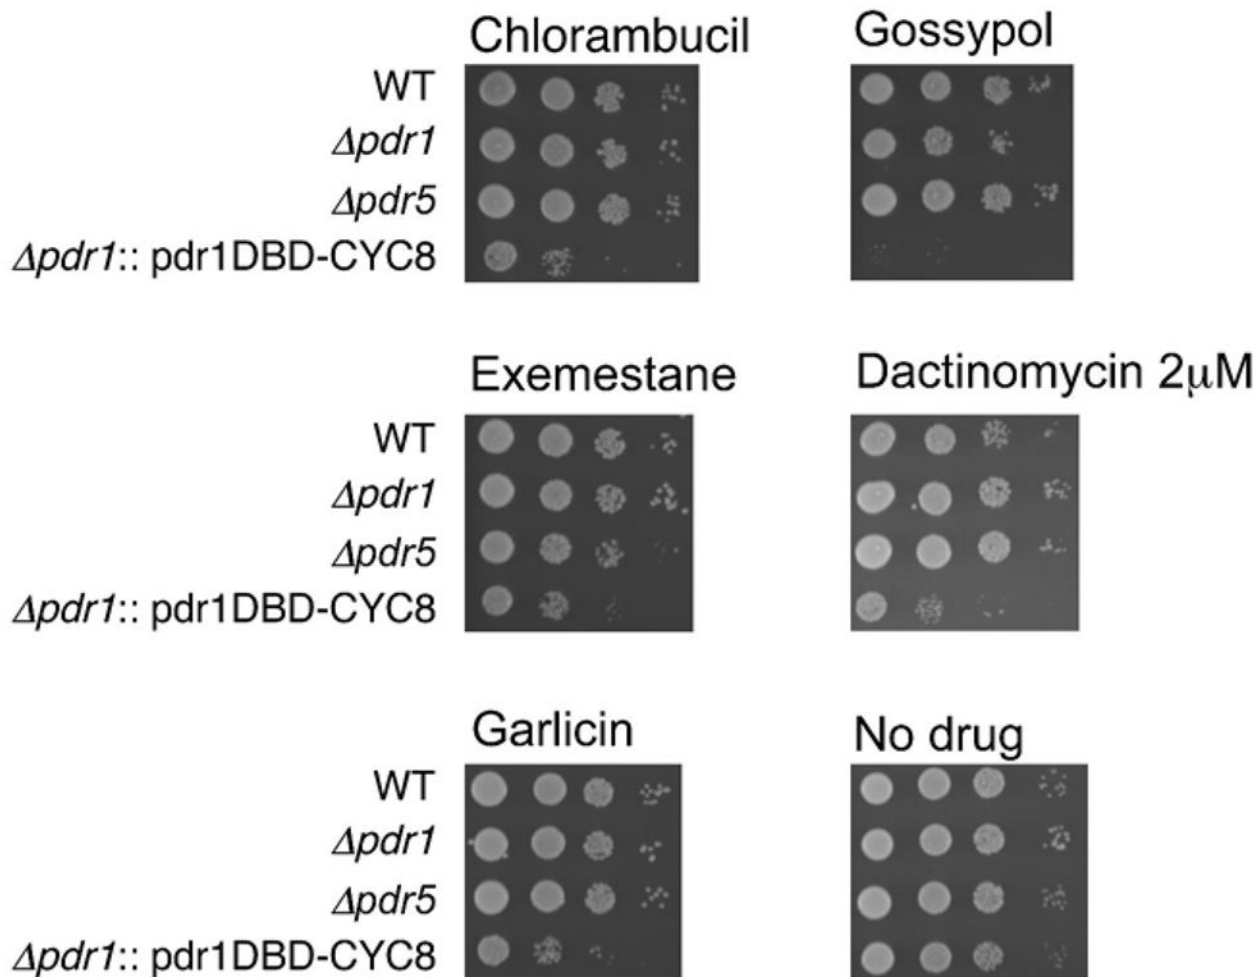 Chlorambucil Gossypol
WT
Δpdr1
Δpdr5
Δpdr1:: pdr1DBD-CYC8
Exemestane Dactinomycin 2μM
WT
Δpdr1
Δpdr5
Δpdr1:: pdr1DBD-CYC8
Garlicin No drug
WT
Δpdr1
Δpdr5
Δpdr1:: pdr1DBD-CYC8